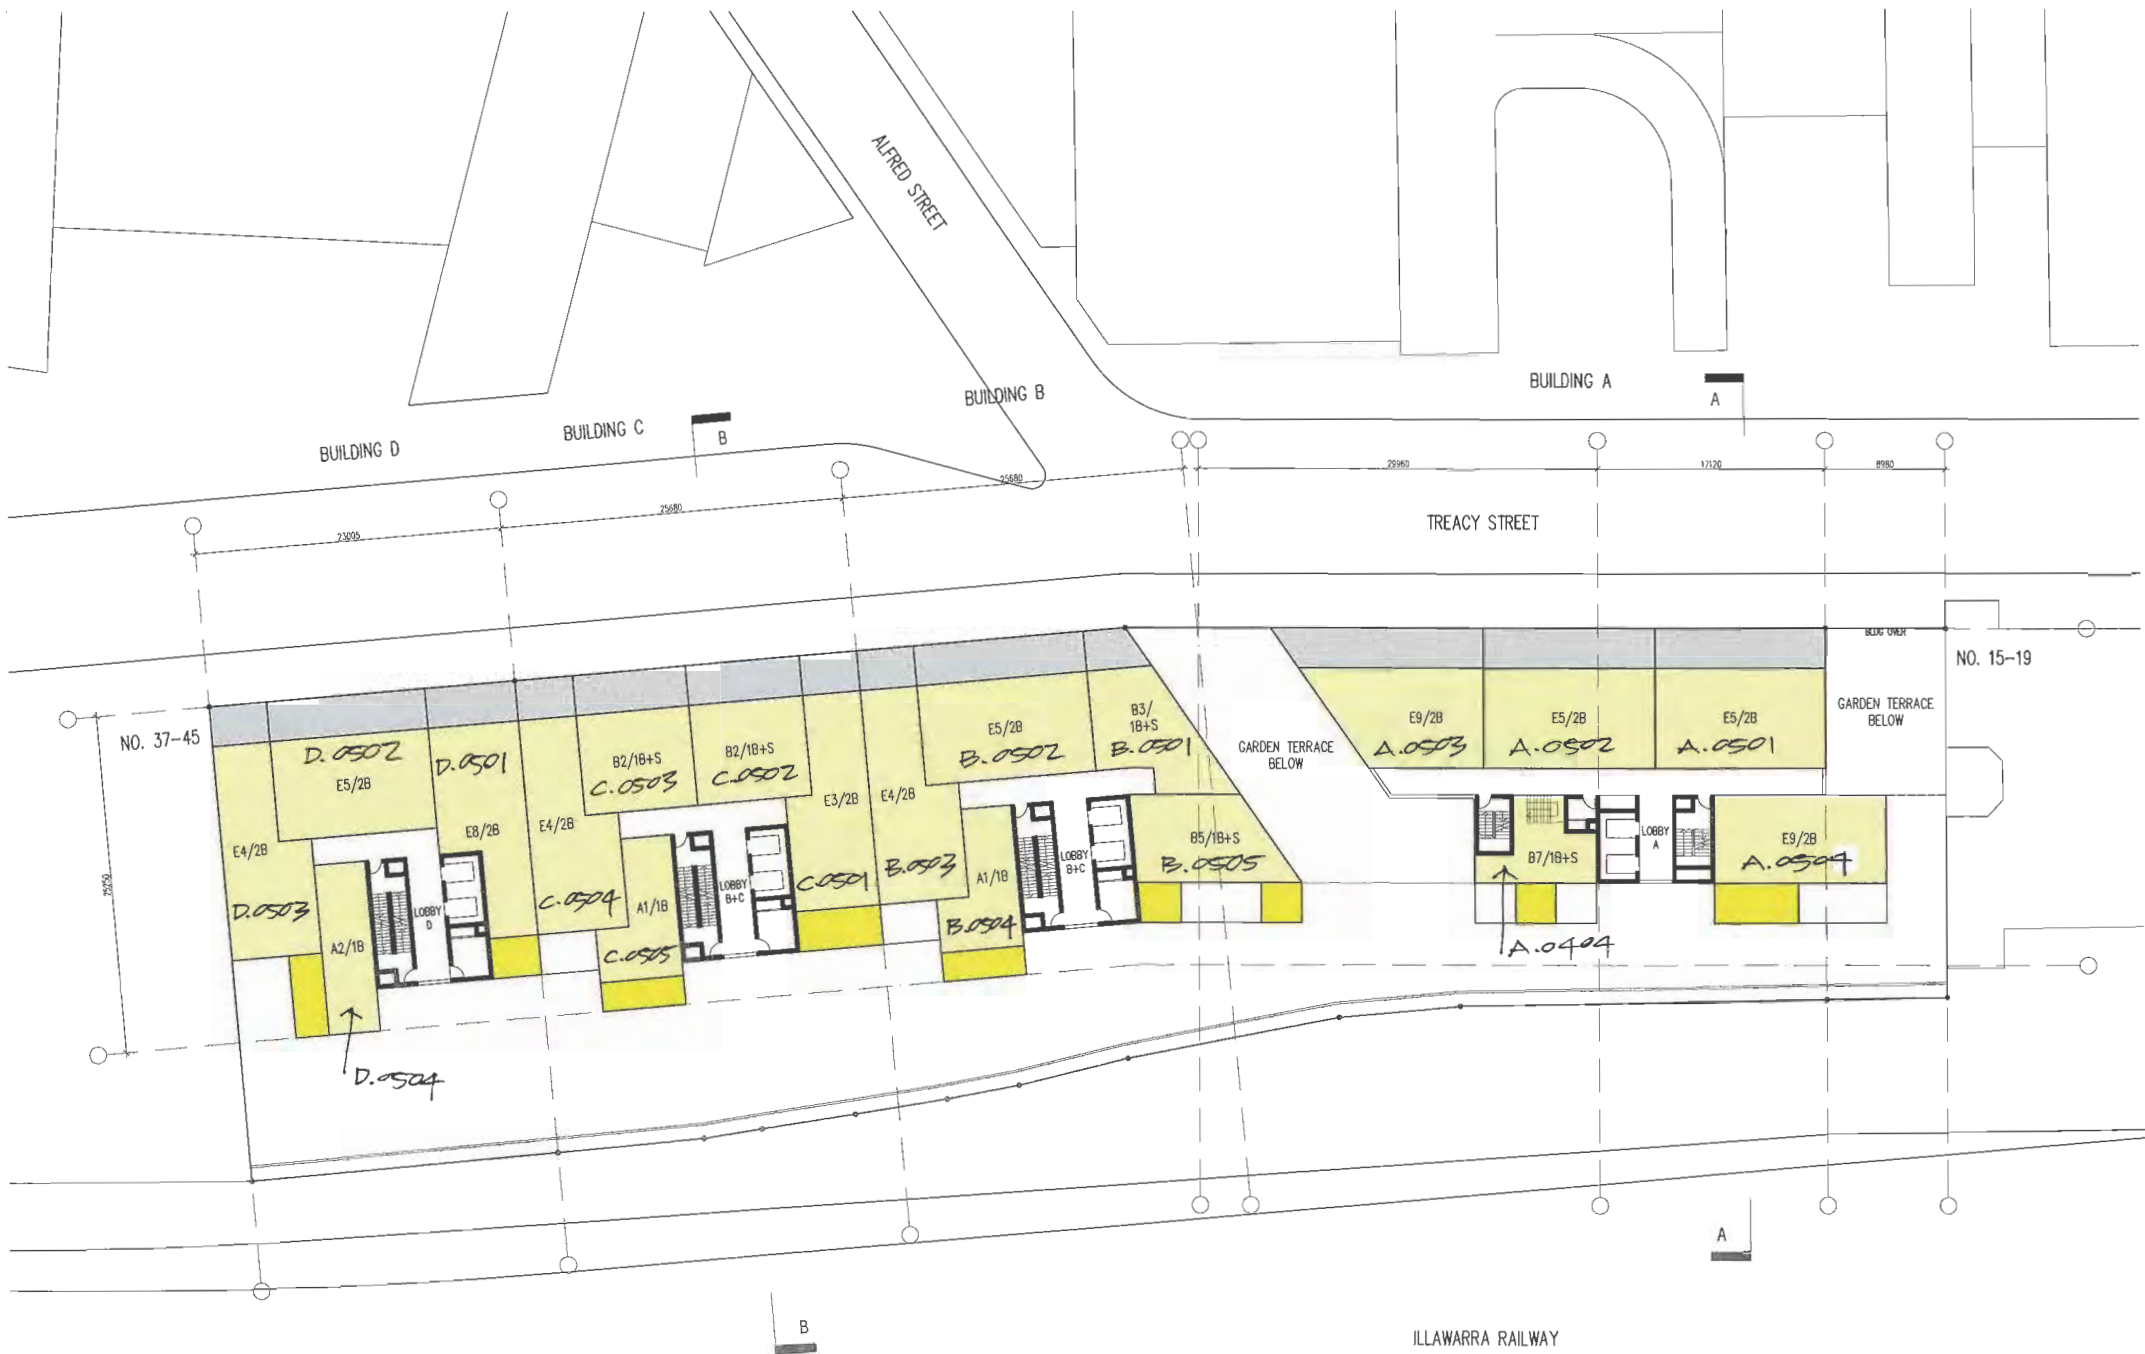 ALFRED STREET
BUILDING D
BUILDING C
B
BUILDING B
BUILDING A
A
23005
25680
25680
29960
17120
8980
TREACY STREET
NO. 37-45
NO. 15-19
BLDG OVER
GARDEN TERRACE
BELOW
GARDEN TERRACE
BELOW
25250
E4/2B
D.0503
D.0502
E5/2B
D.0501
E8/2B
A2/1B
D.0504
LOBBY
D
E4/2B
C.0504
B2/1B+S
C.0503
B2/1B+S
C.0502
E3/2B
C.0501
A1/1B
C.0505
LOBBY
B+C
E4/2B
B.0503
E5/2B
B.0502
B3/
1B+S
B.0501
A1/1B
B.0504
LOBBY
B+C
B5/1B+S
B.0505
E9/2B
A.0503
E5/2B
A.0502
E5/2B
A.0501
B7/1B+S
A.0404
LOBBY
A
E9/2B
A.0504
A
B
ILLAWARRA RAILWAY